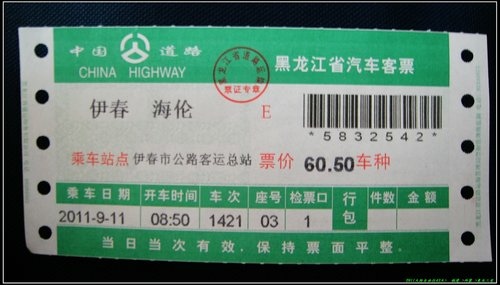 中国 道路
CHINA HIGHWAY
黑龙江省汽车客票
票证专章
伊春 海伦 E
*5832542*
乘车站点 伊春市公路客运总站 票价 60.50 车种
乘车日期 开车时间 车次 座号 检票口 行包 件数 金额
2011-9-11 08:50 1421 03 1
当日当次有效，保持票面平整。